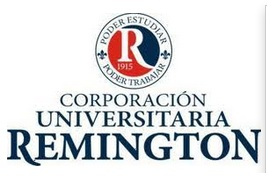 PODER ESTUDIAR
R
1915
PODER TRABAJAR
CORPORACIÓN
UNIVERSITARIA
REMINGTON